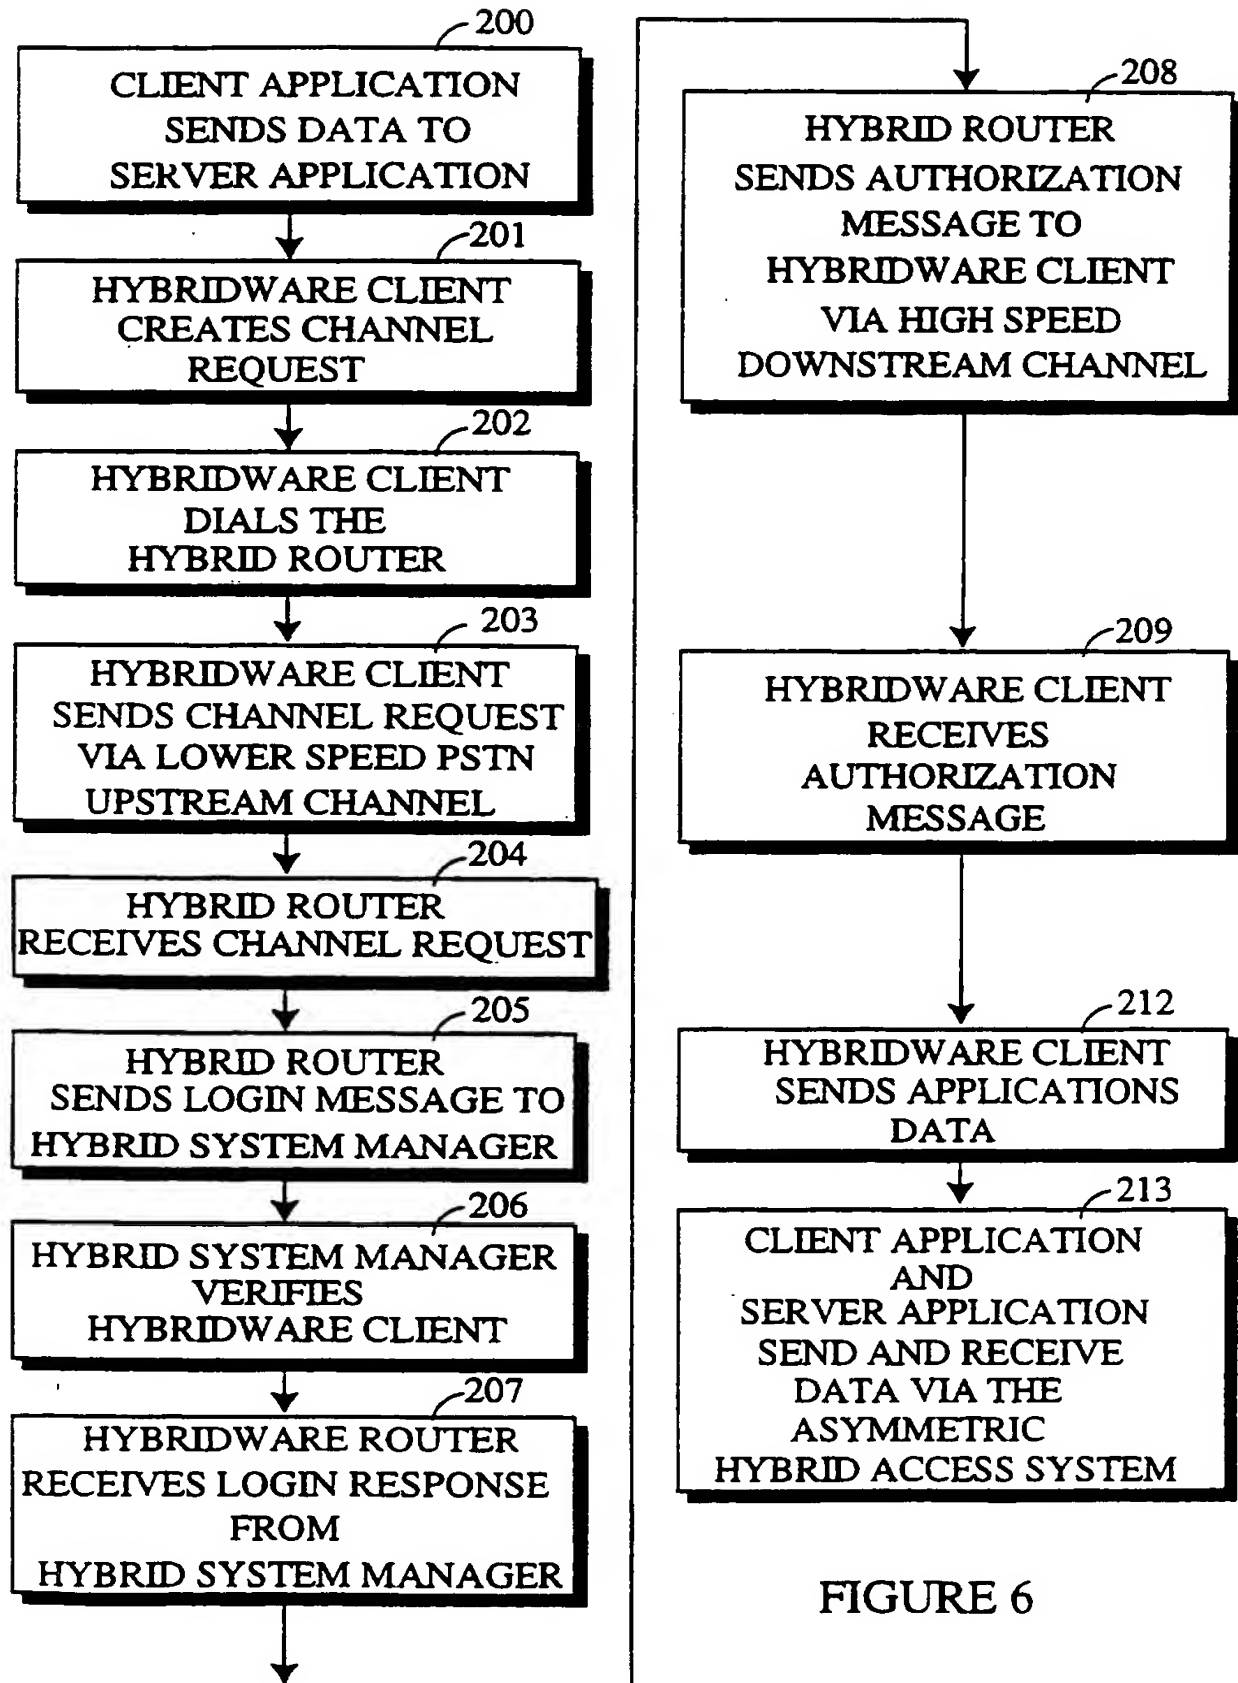 200
CLIENT APPLICATION
SENDS DATA TO
SERVER APPLICATION
201
HYBRIDWARE CLIENT
CREATES CHANNEL
REQUEST
202
HYBRIDWARE CLIENT
DIALS THE
HYBRID ROUTER
203
HYBRIDWARE CLIENT
SENDS CHANNEL REQUEST
VIA LOWER SPEED PSTN
UPSTREAM CHANNEL
204
HYBRID ROUTER
RECEIVES CHANNEL REQUEST
205
HYBRID ROUTER
SENDS LOGIN MESSAGE TO
HYBRID SYSTEM MANAGER
206
HYBRID SYSTEM MANAGER
VERIFIES
HYBRIDWARE CLIENT
207
HYBRIDWARE ROUTER
RECEIVES LOGIN RESPONSE
FROM
HYBRID SYSTEM MANAGER
208
HYBRID ROUTER
SENDS AUTHORIZATION
MESSAGE TO
HYBRIDWARE CLIENT
VIA HIGH SPEED
DOWNSTREAM CHANNEL
209
HYBRIDWARE CLIENT
RECEIVES
AUTHORIZATION
MESSAGE
212
HYBRIDWARE CLIENT
SENDS APPLICATIONS
DATA
213
CLIENT APPLICATION
AND
SERVER APPLICATION
SEND AND RECEIVE
DATA VIA THE
ASYMMETRIC
HYBRID ACCESS SYSTEM
FIGURE 6